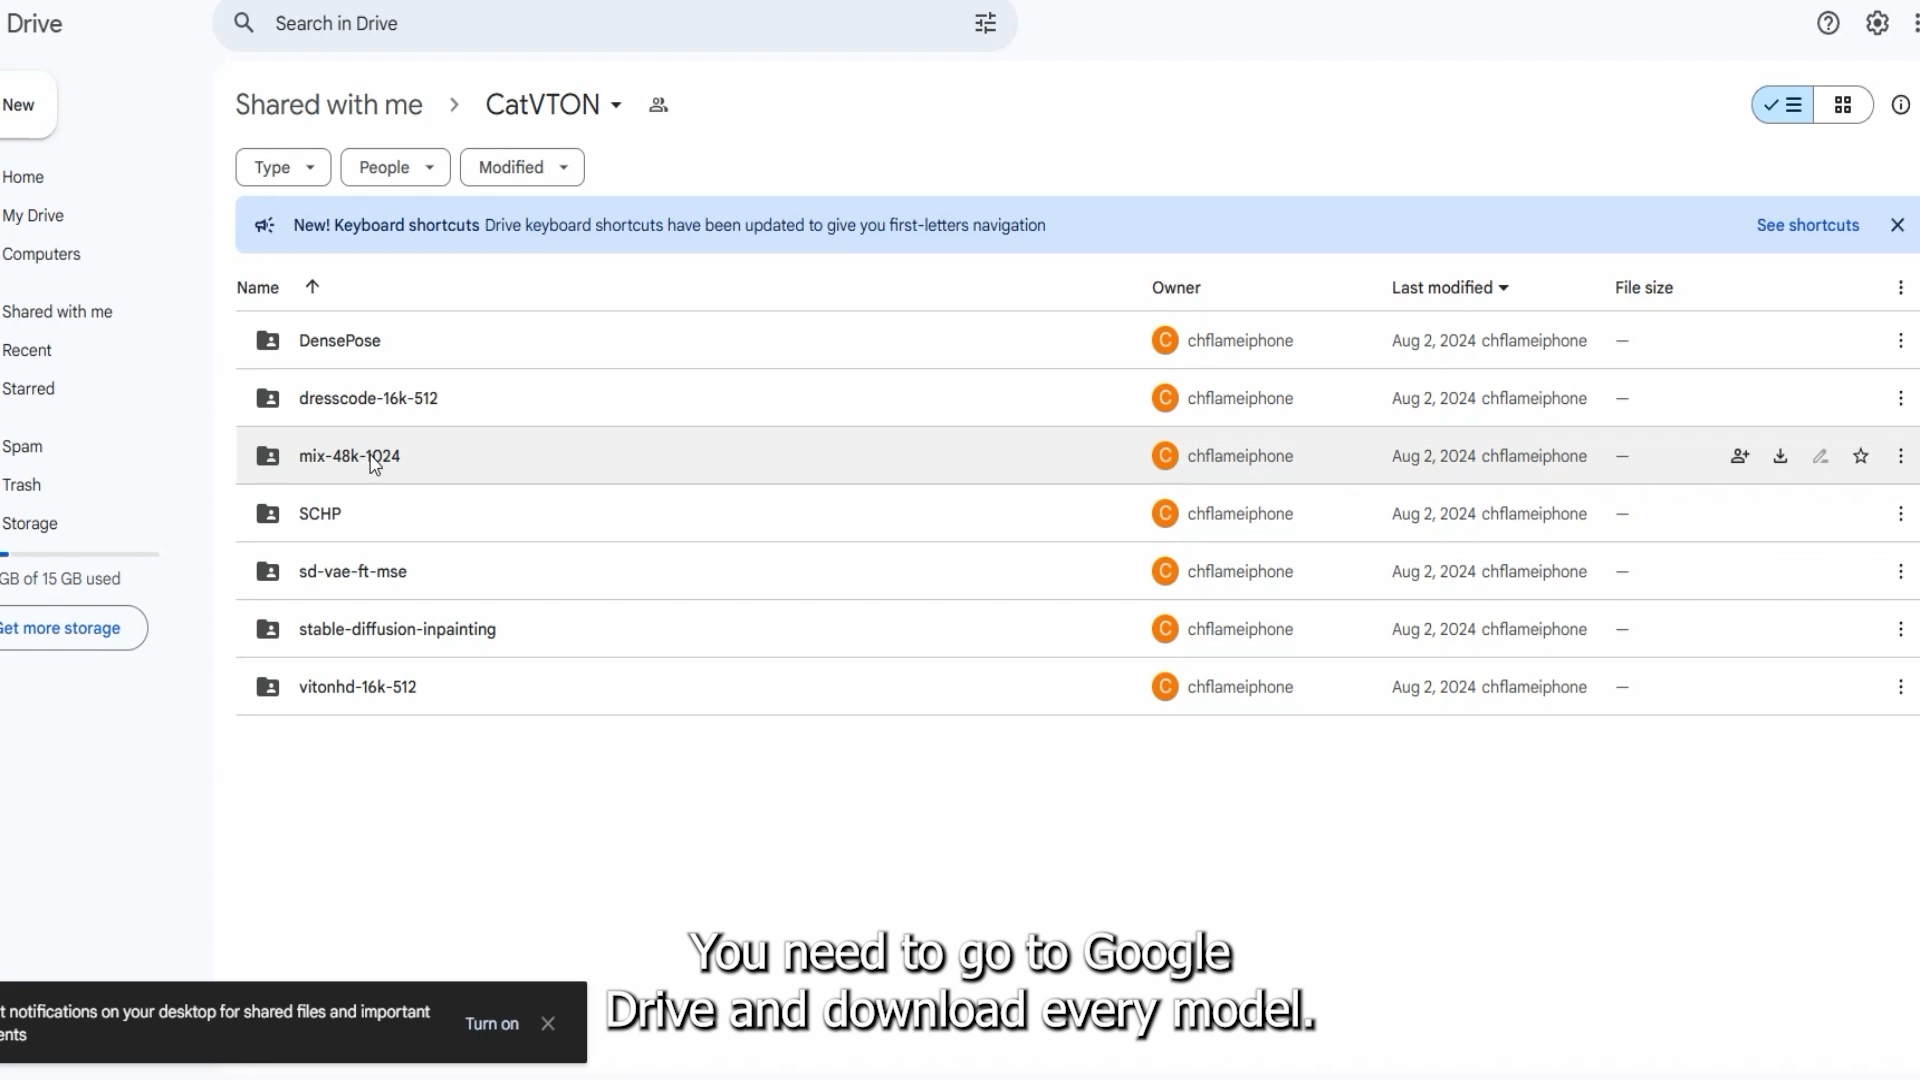 Drive
Search in Drive
New
Shared with me > CatVTON
Type People Modified
New! Keyboard shortcuts Drive keyboard shortcuts have been updated to give you first-letters navigation See shortcuts
Home
My Drive
Computers
Shared with me
Recent
Starred
Spam
Trash
Storage
GB of 15 GB used
Get more storage
Name Owner Last modified File size
DensePose C chflameiphone Aug 2, 2024 chflameiphone —
dresscode-16k-512 C chflameiphone Aug 2, 2024 chflameiphone —
mix-48k-1024 C chflameiphone Aug 2, 2024 chflameiphone —
SCHP C chflameiphone Aug 2, 2024 chflameiphone —
sd-vae-ft-mse C chflameiphone Aug 2, 2024 chflameiphone —
stable-diffusion-inpainting C chflameiphone Aug 2, 2024 chflameiphone —
vitonhd-16k-512 C chflameiphone Aug 2, 2024 chflameiphone —
t notifications on your desktop for shared files and important
ents
Turn on
You need to go to Google
Drive and download every model.